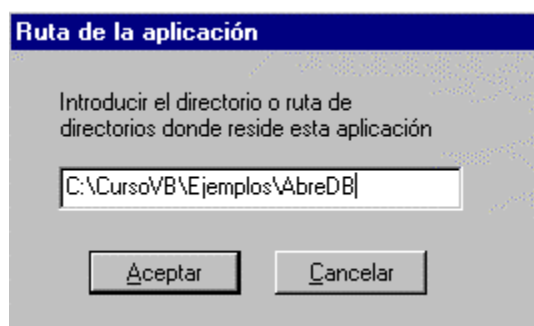 Ruta de la aplicación
Introducir el directorio o ruta de
directorios donde reside esta aplicación
C:\CursoVB\Ejemplos\AbreDB
Aceptar
Cancelar